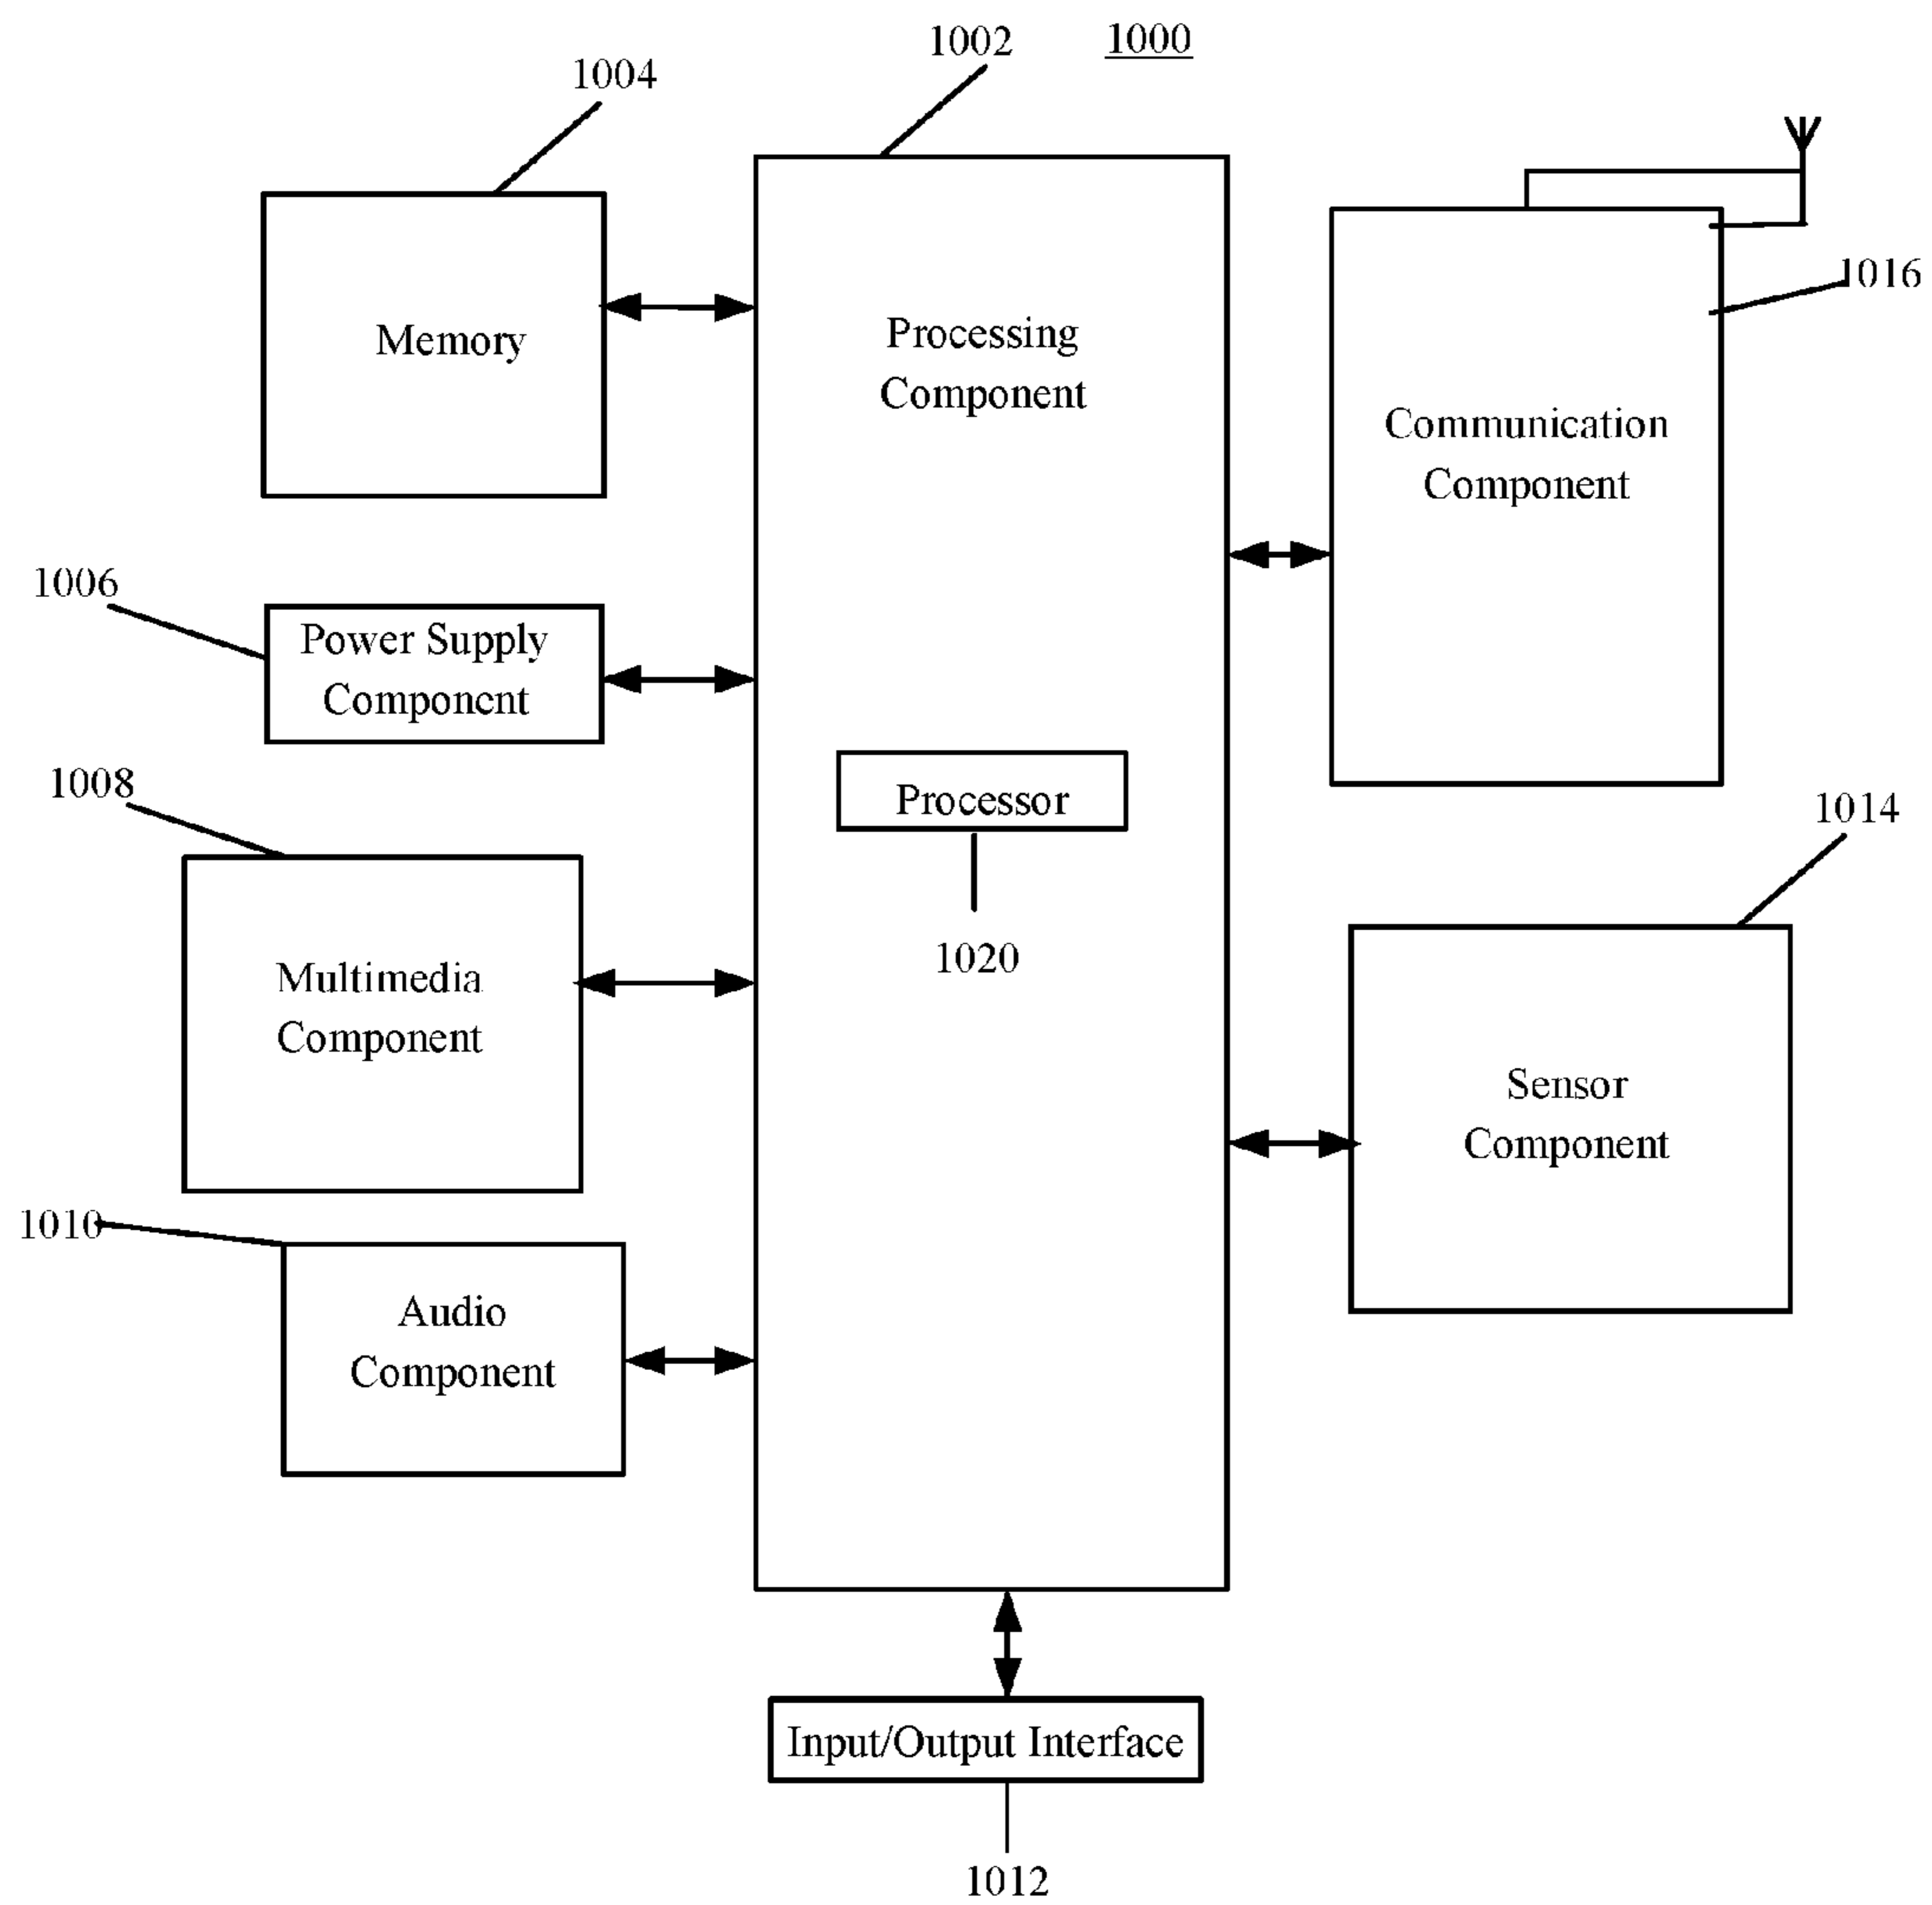 1002
1000
1004
Memory
Processing
Component
1016
Communication
Component
1006
Power Supply
Component
1008
Processor
1014
1020
Multimedia
Component
Sensor
Component
1010
Audio
Component
Input/Output Interface
1012